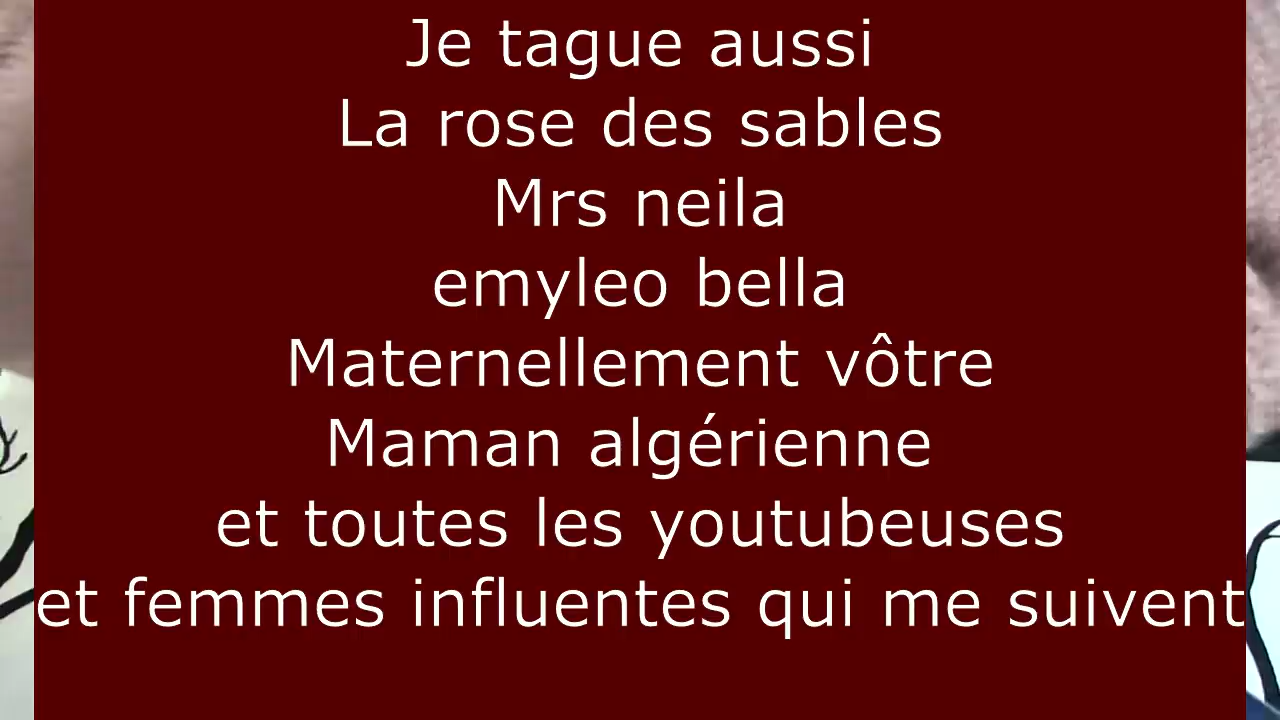 Je tague aussi
La rose des sables
Mrs neila
emyleo bella
Maternellement vôtre
Maman algérienne
et toutes les youtubeuses
et femmes influentes qui me suivent